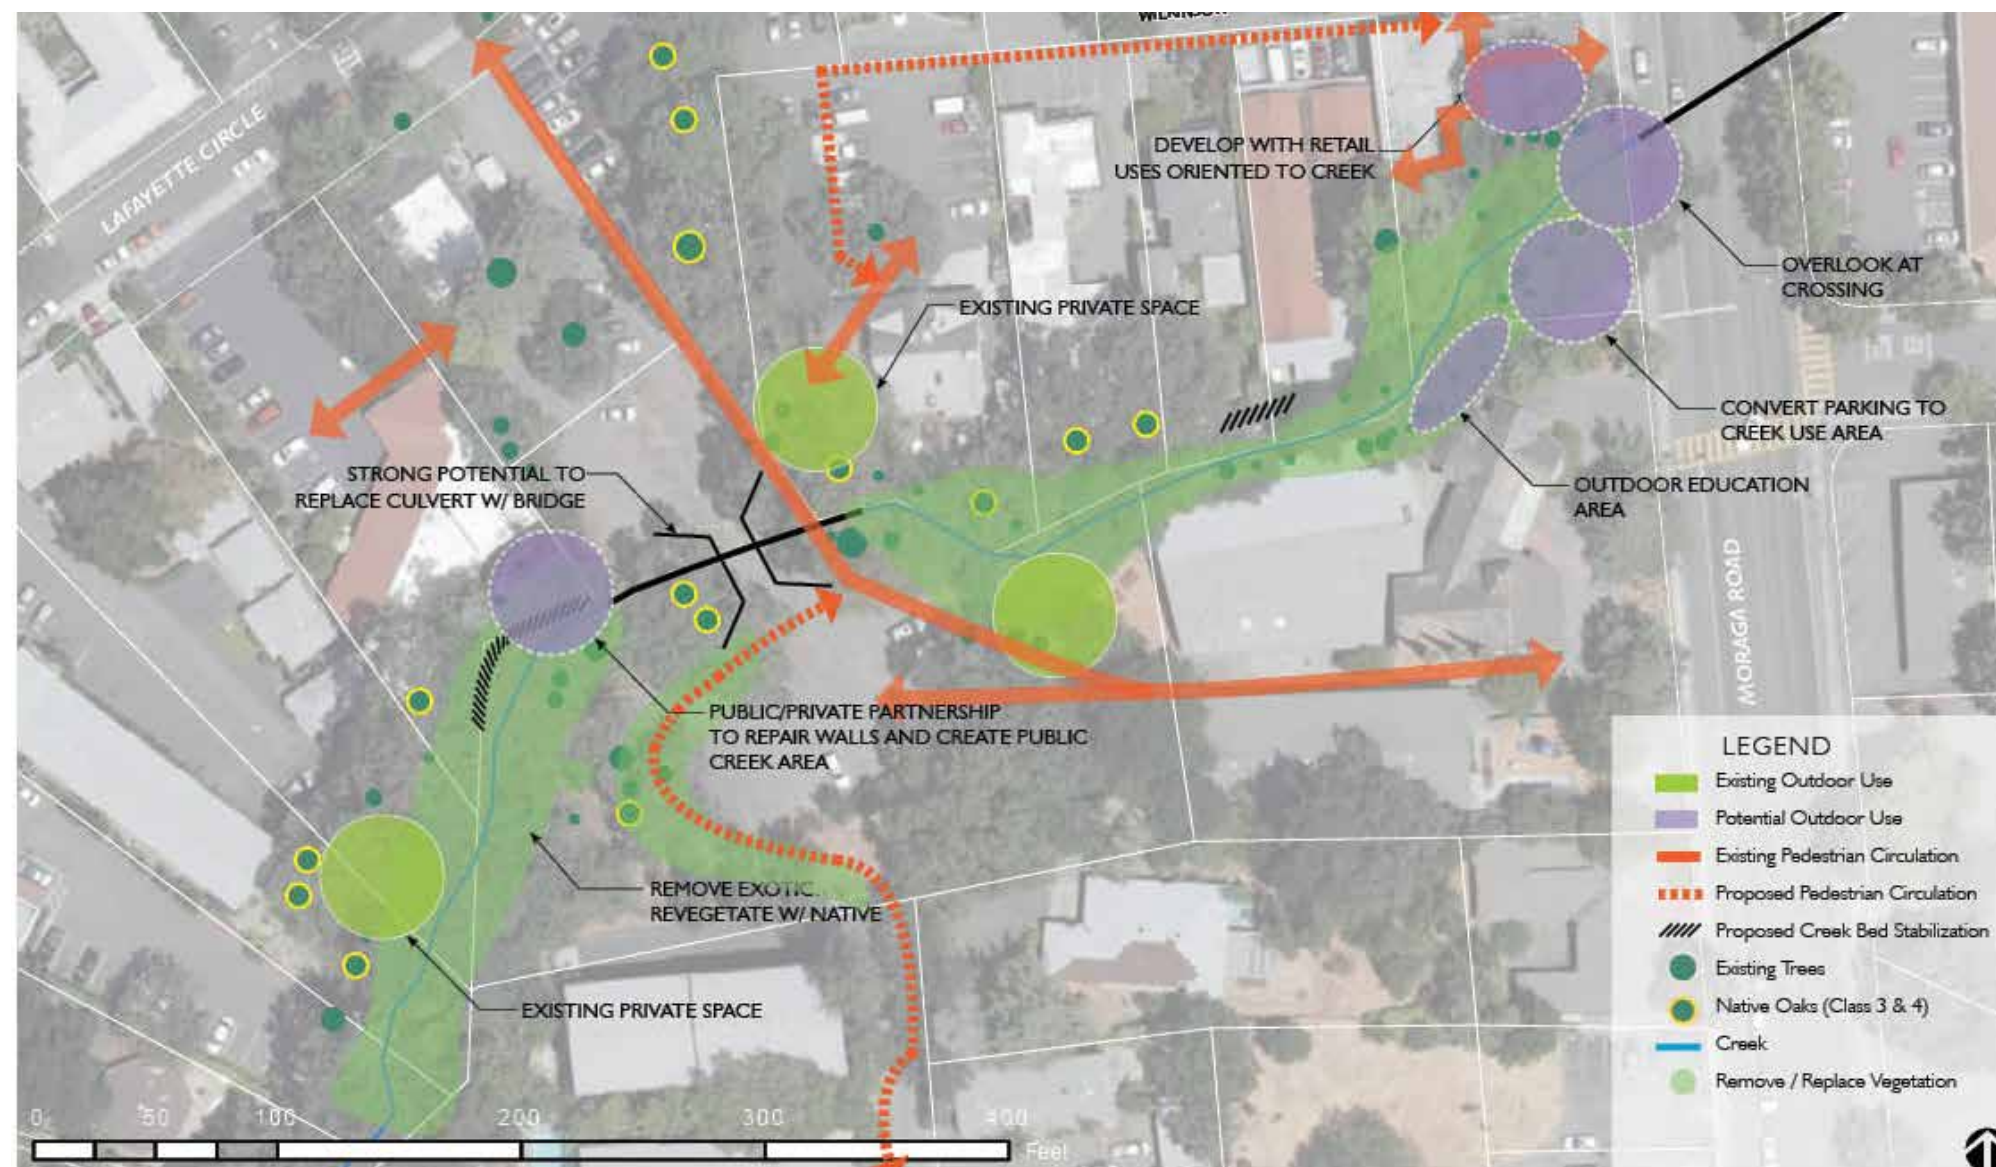 LAFAYETTE CIRCLE
DEVELOP WITH RETAIL
USES ORIENTED TO CREEK
OVERLOOK AT
CROSSING
EXISTING PRIVATE SPACE
CONVERT PARKING TO
CREEK USE AREA
STRONG POTENTIAL TO
REPLACE CULVERT W/ BRIDGE
OUTDOOR EDUCATION
AREA
MORAGA ROAD
PUBLIC/PRIVATE PARTNERSHIP
TO REPAIR WALLS AND CREATE PUBLIC
CREEK AREA
REMOVE EXOTIC.
REVEGETATE W/ NATIVE
EXISTING PRIVATE SPACE
LEGEND
Existing Outdoor Use
Potential Outdoor Use
Existing Pedestrian Circulation
Proposed Pedestrian Circulation
Proposed Creek Bed Stabilization
Existing Trees
Native Oaks (Class 3 & 4)
Creek
Remove / Replace Vegetation
0 50 100 200 300 400
Feet